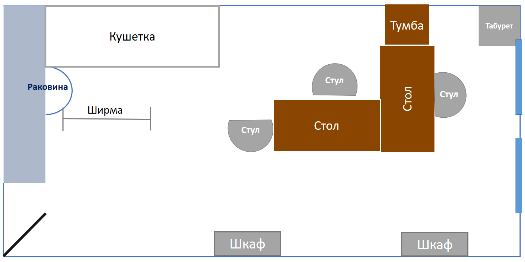 Тумба
Табурет
Кушетка
Раковина
Стул
Стул
Стол
Ширма
Стул
Стол
Шкаф
Шкаф